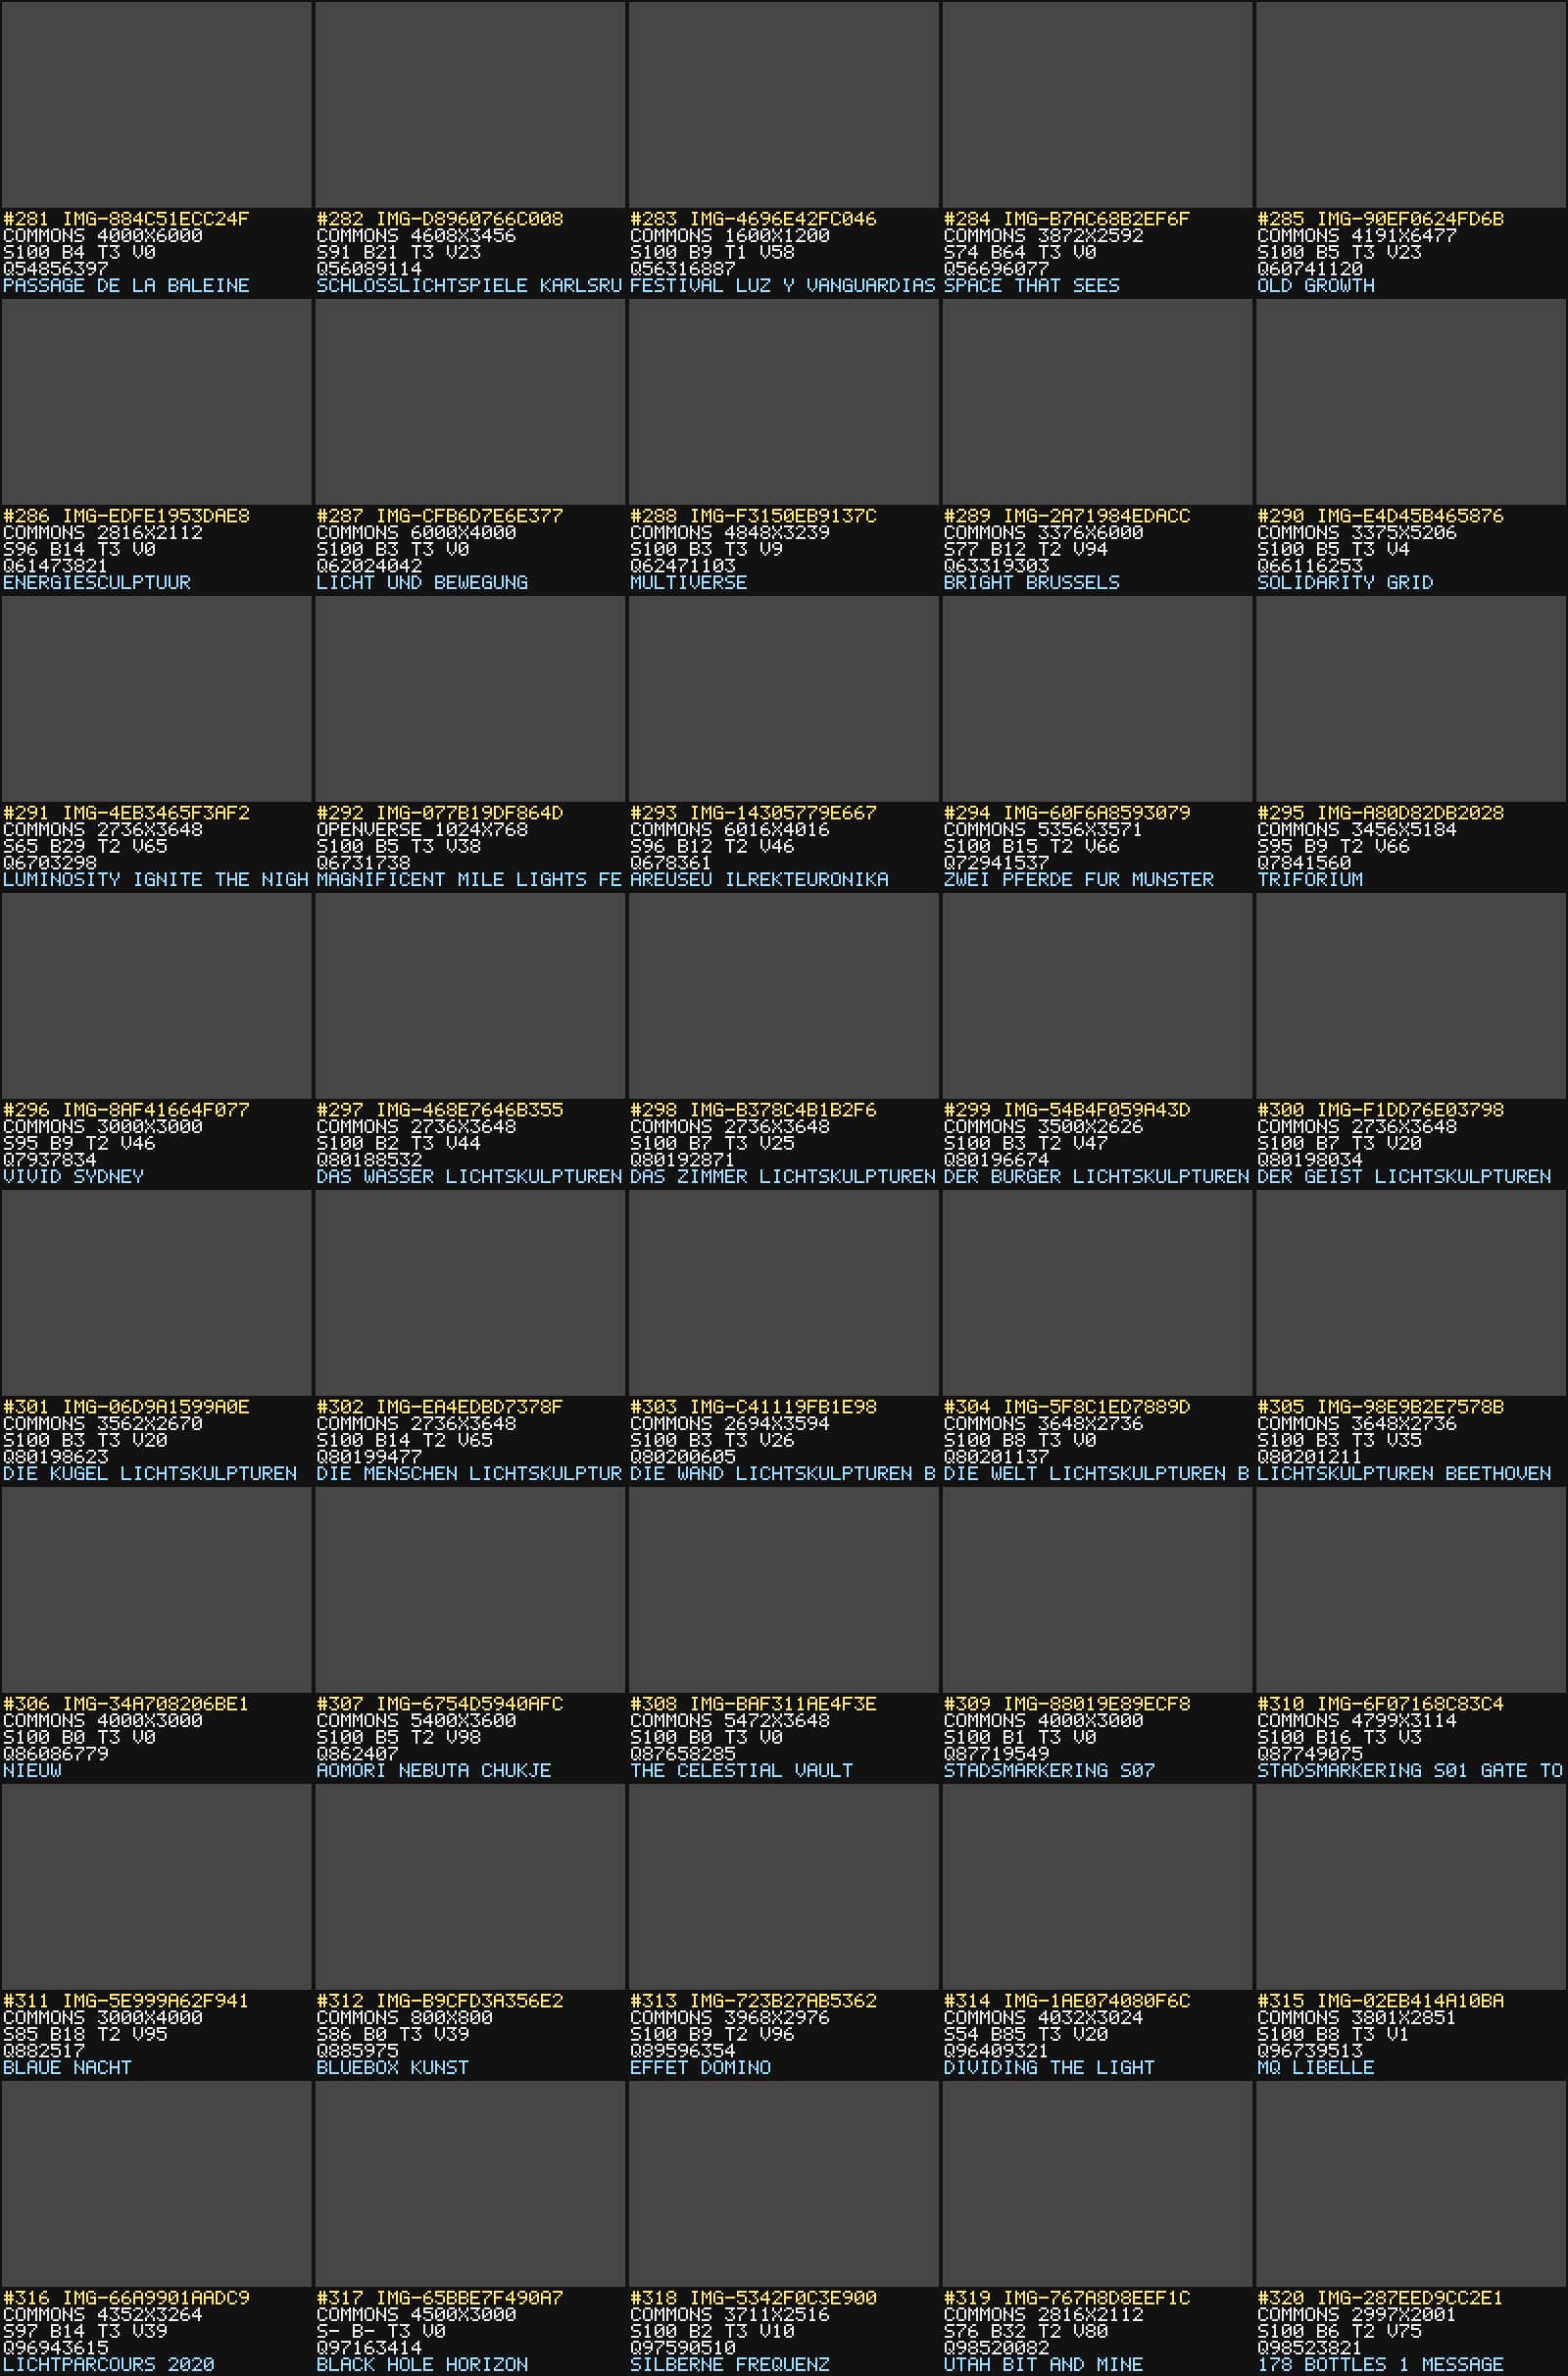 #281 IMG-884C51ECC24F
COMMONS 4000X6000
S100 B4 T3 V0
Q54856397
PASSAGE DE LA BALEINE
#282 IMG-D8960766C008
COMMONS 4608X3456
S91 B21 T3 V23
Q56089114
SCHLOSSLICHTSPIELE KARLSRU
#283 IMG-4696E42FC046
COMMONS 1600X1200
S100 B9 T1 V58
Q56316887
FESTIVAL LUZ Y VANGUARDIAS
#284 IMG-B7AC68B2EF6F
COMMONS 3872X2592
S74 B64 T3 V0
Q56696077
SPACE THAT SEES
#285 IMG-90EF0624FD6B
COMMONS 4191X6477
S100 B5 T3 V23
Q60741120
OLD GROWTH
#286 IMG-EDFE1953DAE8
COMMONS 2816X2112
S96 B14 T3 V0
Q61473821
ENERGIESCULPTUUR
#287 IMG-CFB6D7E6E377
COMMONS 6000X4000
S100 B3 T3 V0
Q62024042
LICHT UND BEWEGUNG
#288 IMG-F3150EB9137C
COMMONS 4848X3239
S100 B3 T3 V9
Q62471103
MULTIVERSE
#289 IMG-2A71984EDACC
COMMONS 3376X6000
S77 B12 T2 V94
Q63319303
BRIGHT BRUSSELS
#290 IMG-E4D45B465876
COMMONS 3375X5206
S100 B5 T3 V4
Q66116253
SOLIDARITY GRID
#291 IMG-4EB3465F3AF2
COMMONS 2736X3648
S65 B29 T2 V65
Q6703298
LUMINOSITY IGNITE THE NIGH
#292 IMG-077B19DF864D
OPENVERSE 1024X768
S100 B5 T3 V38
Q6731738
MAGNIFICENT MILE LIGHTS FE
#293 IMG-14305779E667
COMMONS 6016X4016
S96 B12 T2 V46
Q678361
AREUSEU ILREKTEURONIKA
#294 IMG-60F6A8593079
COMMONS 5356X3571
S100 B15 T2 V66
Q72941537
ZWEI PFERDE FUR MUNSTER
#295 IMG-A80D82DB2028
COMMONS 3456X5184
S95 B9 T2 V66
Q7841560
TRIFORIUM
#296 IMG-8AF41664F077
COMMONS 3000X3000
S95 B9 T2 V46
Q7937834
VIVID SYDNEY
#297 IMG-468E7646B355
COMMONS 2736X3648
S100 B2 T3 V44
Q80188532
DAS WASSER LICHTSKULPTUREN
#298 IMG-B378C4B1B2F6
COMMONS 2736X3648
S100 B7 T3 V25
Q80192871
DAS ZIMMER LICHTSKULPTUREN
#299 IMG-54B4F059A43D
COMMONS 3500X2626
S100 B3 T2 V47
Q80196674
DER BURGER LICHTSKULPTUREN
#300 IMG-F1DD76E03798
COMMONS 2736X3648
S100 B7 T3 V20
Q80198034
DER GEIST LICHTSKULPTUREN
#301 IMG-06D9A1599A0E
COMMONS 3562X2670
S100 B3 T3 V20
Q80198623
DIE KUGEL LICHTSKULPTUREN
#302 IMG-EA4EDBD7378F
COMMONS 2736X3648
S100 B14 T2 V65
Q80199477
DIE MENSCHEN LICHTSKULPTUR
#303 IMG-C41119FB1E98
COMMONS 2694X3594
S100 B3 T3 V26
Q80200605
DIE WAND LICHTSKULPTUREN B
#304 IMG-5F8C1ED7889D
COMMONS 3648X2736
S100 B8 T3 V0
Q80201137
DIE WELT LICHTSKULPTUREN B
#305 IMG-98E9B2E7578B
COMMONS 3648X2736
S100 B3 T3 V35
Q80201211
LICHTSKULPTUREN BEETHOVEN
#306 IMG-34A708206BE1
COMMONS 4000X3000
S100 B0 T3 V0
Q86086779
NIEUW
#307 IMG-6754D5940AFC
COMMONS 5400X3600
S100 B5 T2 V98
Q862407
AOMORI NEBUTA CHUKJE
#308 IMG-BAF311AE4F3E
COMMONS 5472X3648
S100 B0 T3 V0
Q87658285
THE CELESTIAL VAULT
#309 IMG-88019E89ECF8
COMMONS 4000X3000
S100 B1 T3 V0
Q87719549
STADSMARKERING S07
#310 IMG-6F07168C83C4
COMMONS 4799X3114
S100 B16 T3 V3
Q87749075
STADSMARKERING S01 GATE TO
#311 IMG-5E999A62F941
COMMONS 3000X4000
S85 B18 T2 V95
Q882517
BLAUE NACHT
#312 IMG-B9CFD3A356E2
COMMONS 800X800
S86 B0 T3 V39
Q885975
BLUEBOX KUNST
#313 IMG-723B27AB5362
COMMONS 3968X2976
S100 B9 T2 V96
Q89596354
EFFET DOMINO
#314 IMG-1AE074080F6C
COMMONS 4032X3024
S54 B85 T3 V20
Q96409321
DIVIDING THE LIGHT
#315 IMG-02EB414A10BA
COMMONS 3801X2851
S100 B8 T3 V1
Q96739513
MQ LIBELLE
#316 IMG-66A9901AADC9
COMMONS 4352X3264
S97 B14 T3 V39
Q96943615
LICHTPARCOURS 2020
#317 IMG-65BBE7F490A7
COMMONS 4500X3000
S- B- T3 V0
Q97163414
BLACK HOLE HORIZON
#318 IMG-5342F0C3E900
COMMONS 3711X2516
S100 B2 T3 V10
Q97590510
SILBERNE FREQUENZ
#319 IMG-767A8D8EEF1C
COMMONS 2816X2112
S76 B32 T2 V80
Q98520082
UTAH BIT AND MINE
#320 IMG-287EED9CC2E1
COMMONS 2997X2001
S100 B6 T2 V75
Q98523821
178 BOTTLES 1 MESSAGE